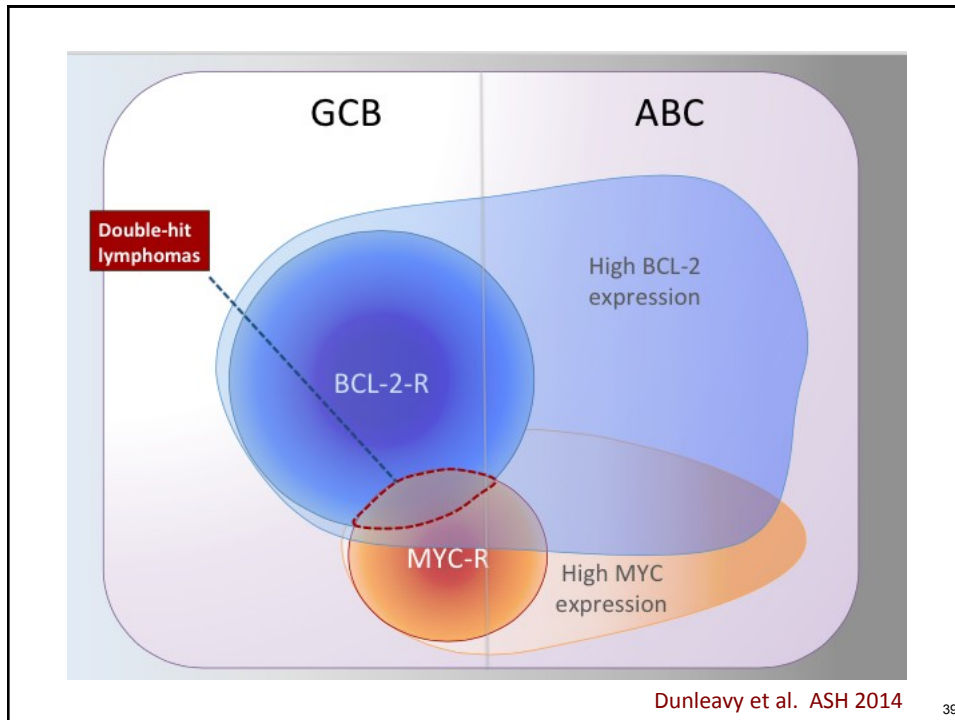 GCB
ABC
Double-hit
lymphomas
High BCL-2
expression
BCL-2-R
MYC-R
High MYC
expression
Dunleavy et al. ASH 2014
39